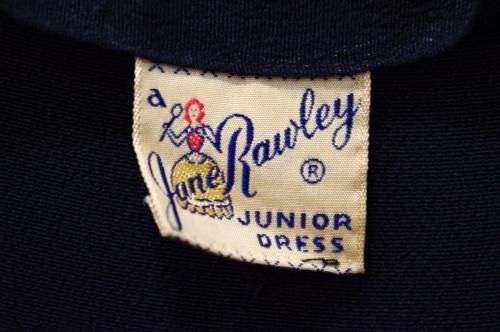 a
Jane Rawley ®
JUNIOR
DRESS